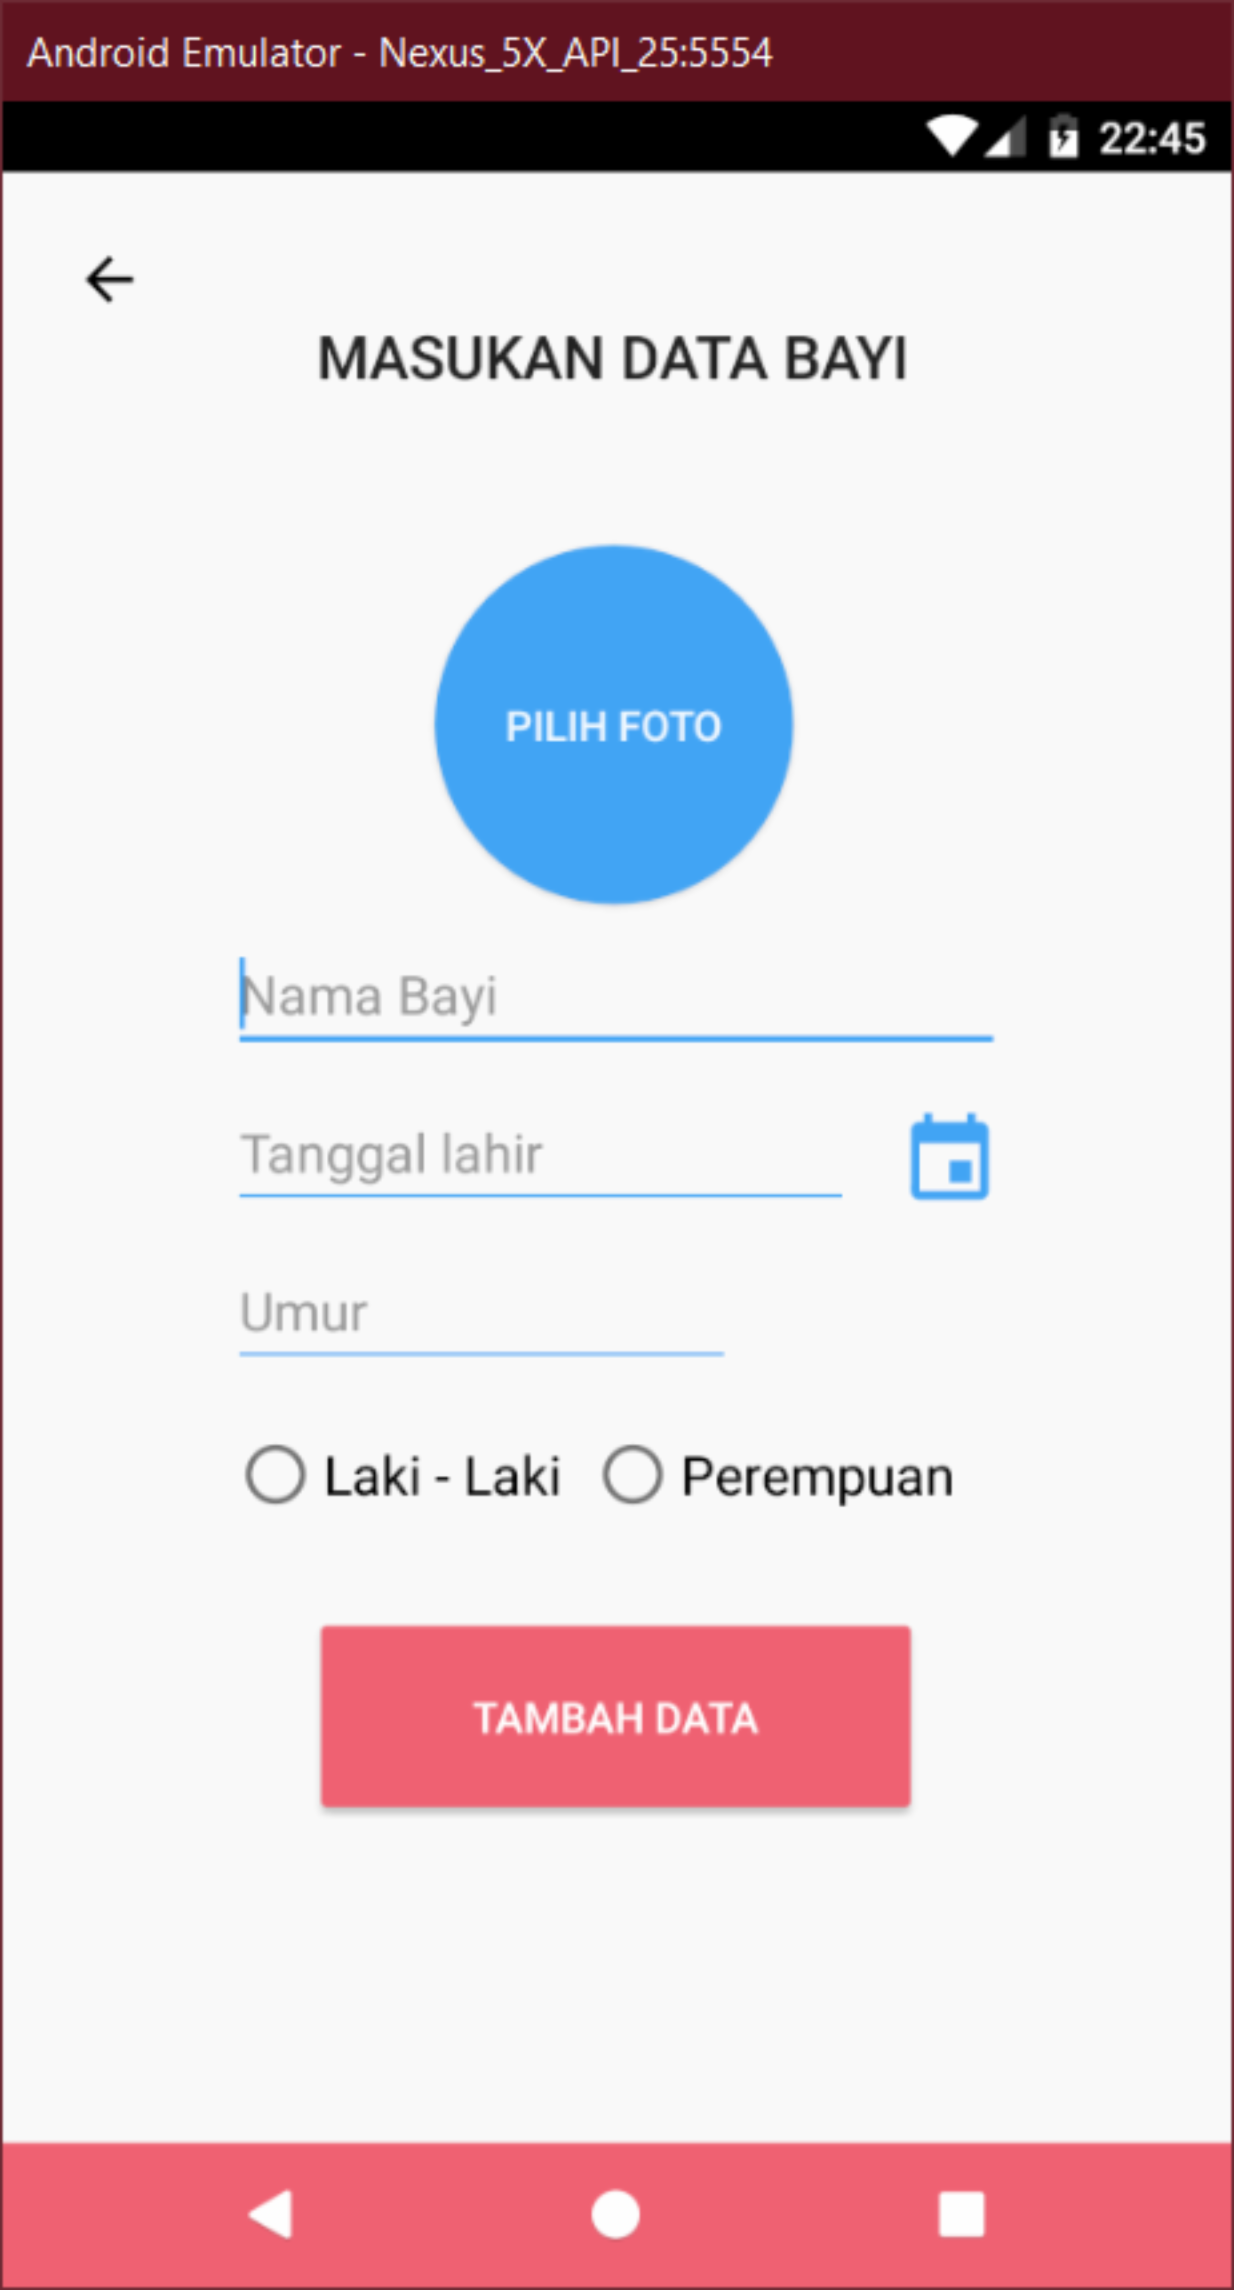 Android Emulator - Nexus_5X_API_25:5554
22:45
MASUKAN DATA BAYI
PILIH FOTO
Nama Bayi
Tanggal lahir
Umur
Laki - Laki Perempuan
TAMBAH DATA